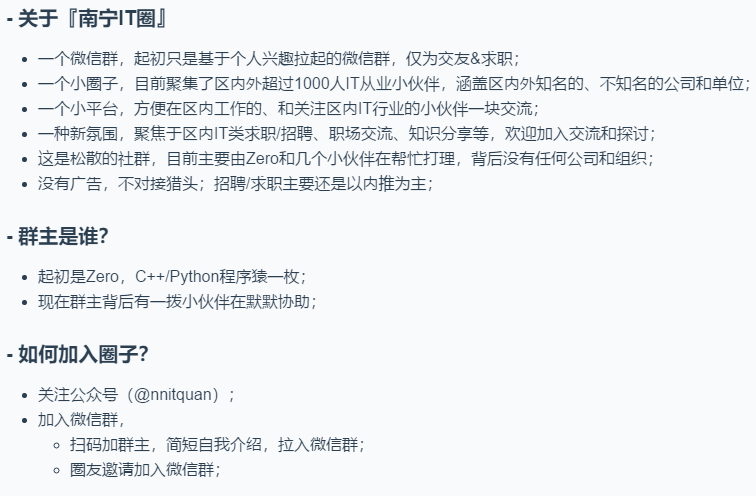 - 关于『南宁IT圈』
• 一个微信群，起初只是基于个人兴趣拉起的微信群，仅为交友&求职；
• 一个小圈子，目前聚集了区内外超过1000人IT从业小伙伴，涵盖区内外知名的、不知名的公司和单位；
• 一个小平台，方便在区内工作的、和关注区内IT行业的小伙伴一块交流；
• 一种新氛围，聚焦于区内IT类求职/招聘、职场交流、知识分享等，欢迎加入交流和探讨；
• 这是松散的社群，目前主要由Zero和几个小伙伴在帮忙打理，背后没有任何公司和组织；
• 没有广告，不对接猎头；招聘/求职主要还是以内推为主；
- 群主是谁？
• 起初是Zero，C++/Python程序猿一枚；
• 现在群主背后有一拨小伙伴在默默协助；
- 如何加入圈子？
• 关注公众号（@nnitquan）；
• 加入微信群，
◦ 扫码加群主，简短自我介绍，拉入微信群；
◦ 圈友邀请加入微信群；